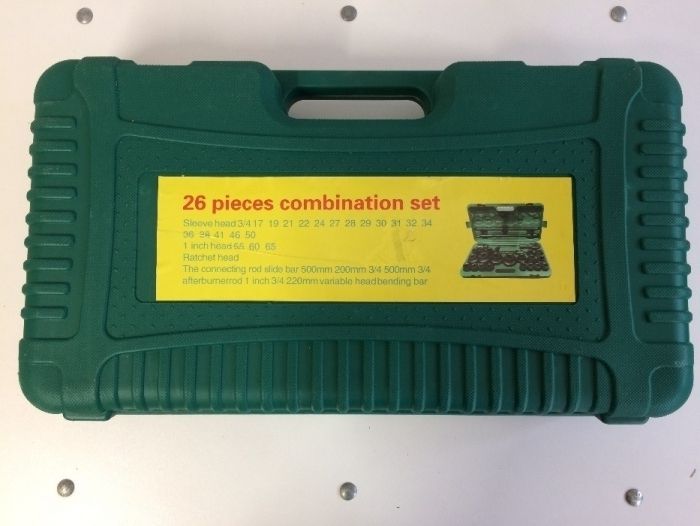 26 pieces combination set
Sleeve head 3/4 17 19 21 22 24 27 28 29 30 31 32 34
36 38 41 46 50
1 inch head 55 60 65
Ratchet head
The connecting rod slide bar 500mm 200mm 3/4 500mm 3/4
afterburnerrod 1 inch 3/4 220mm variable headbending bar